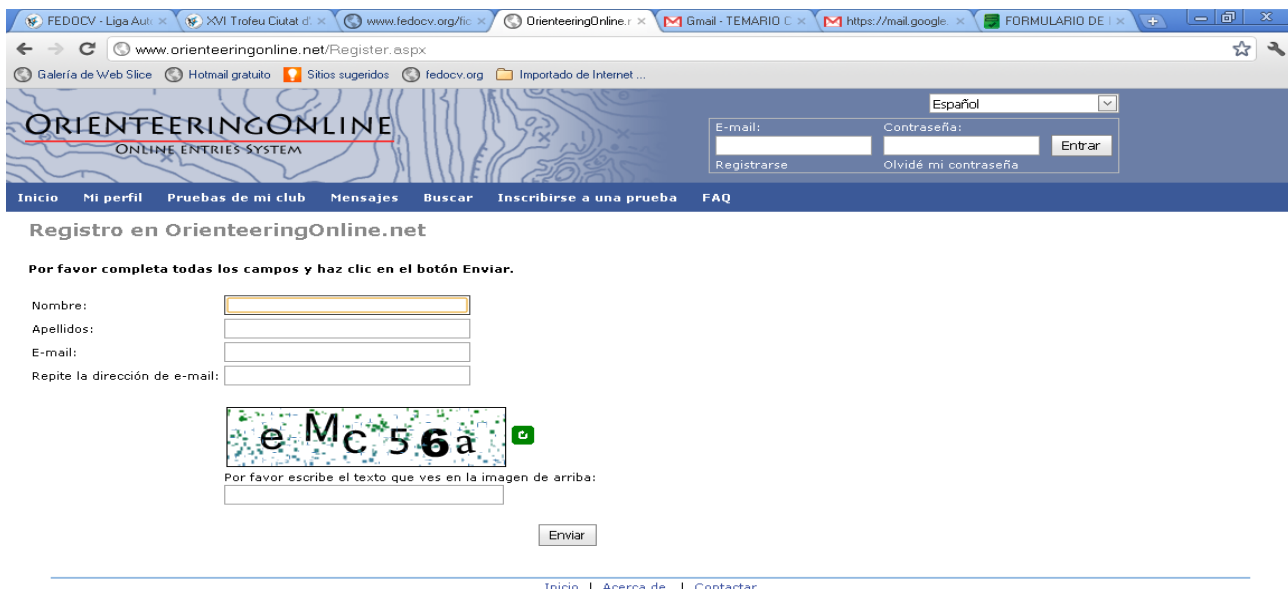 FEDOCV - Liga Auto
XVI Trofeu Ciutat d'
www.fedocv.org/fic
OrienteeringOnline.r
Gmail - TEMARIO C
https://mail.google.
FORMULARIO DE I
www.orienteeringonline.net/Register.aspx
Galería de Web Slice Hotmail gratuito Sitios sugeridos fedocv.org Importado de Internet ...
ORIENTEERINGONLINE
ONLINE ENTRIES SYSTEM
Español
E-mail: Contraseña:
Entrar
Registrarse Olvidé mi contraseña
Inicio Mi perfil Pruebas de mi club Mensajes Buscar Inscribirse a una prueba FAQ
Registro en OrienteeringOnline.net
Por favor completa todas los campos y haz clic en el botón Enviar.
Nombre:
Apellidos:
E-mail:
Repite la dirección de e-mail:
e M c 5 6 a
Por favor escribe el texto que ves en la imagen de arriba:
Enviar
Inicio | Acerca de | Contactar